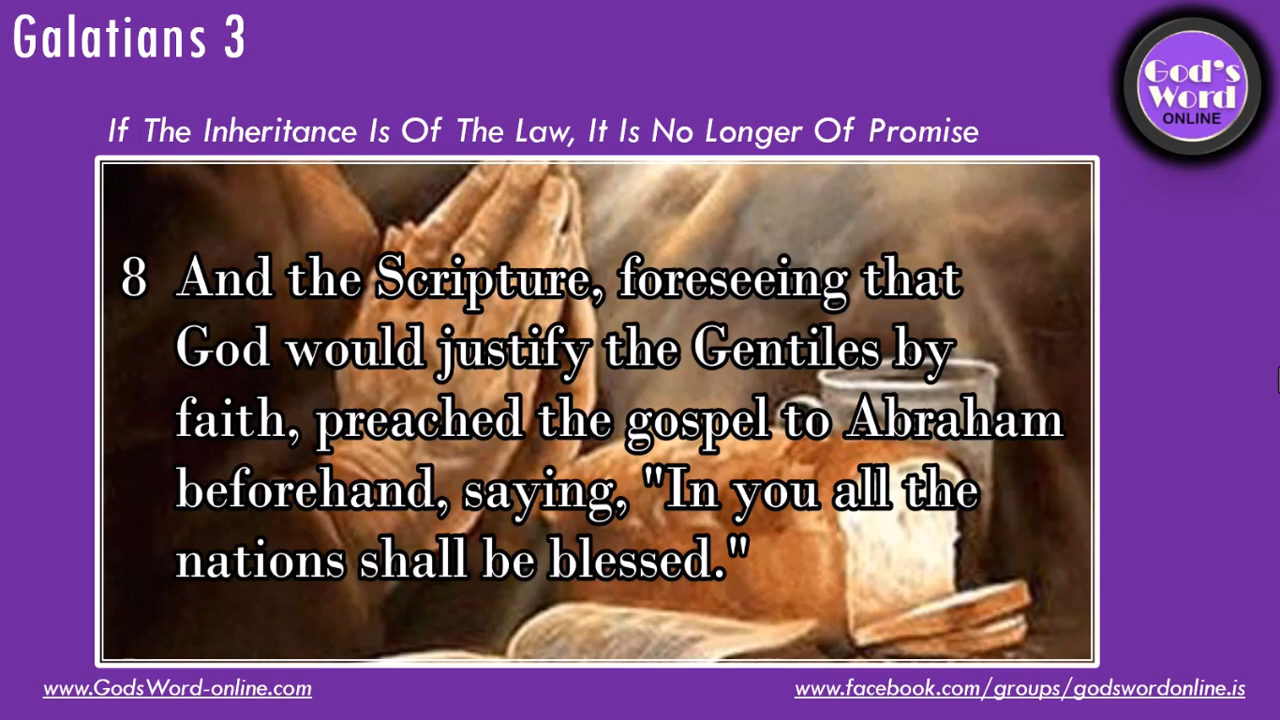 Galatians 3
God's
Word
ONLINE
If The Inheritance Is Of The Law, It Is No Longer Of Promise
8 And the Scripture, foreseeing that
God would justify the Gentiles by
faith, preached the gospel to Abraham
beforehand, saying, "In you all the
nations shall be blessed."
www.GodsWord-online.com
www.facebook.com/groups/godswordonline.is